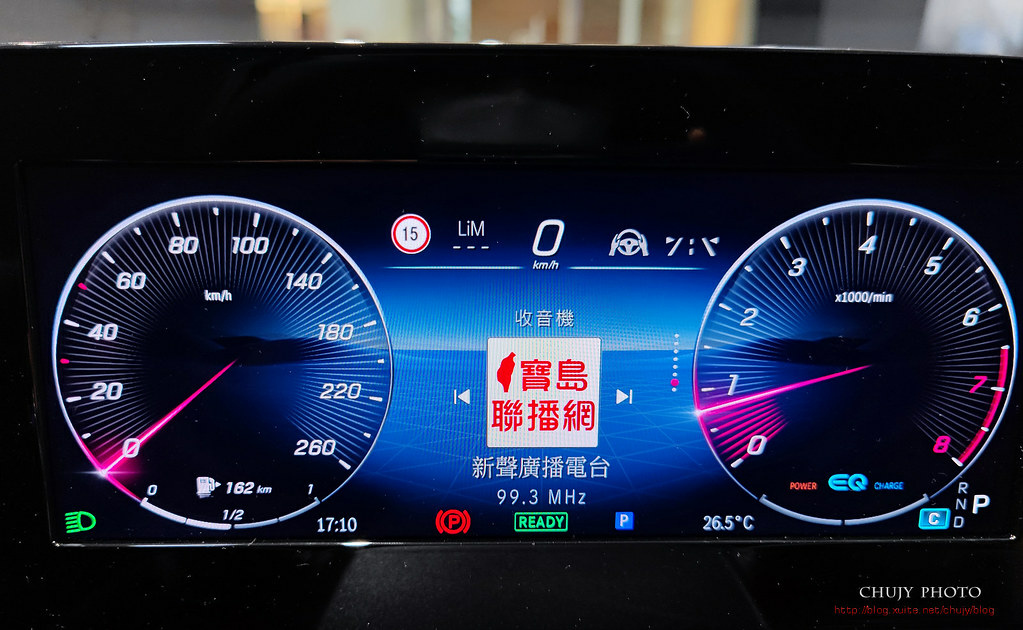 15
LiM
---
0
km/h
80
100
60
140
40
180
20
220
0
260
km/h
0
162 km
1
1/2
17:10
收音機
寶島
聯播網
新聲廣播電台
99.3 MHz
P
READY
P
26.5°C
4
3
5
2
6
1
7
0
8
x1000/min
POWER
EQ
CHARGE
R
N
D
P
C
CHUJY PHOTO
http://blog.xuite.net/chujy/blog